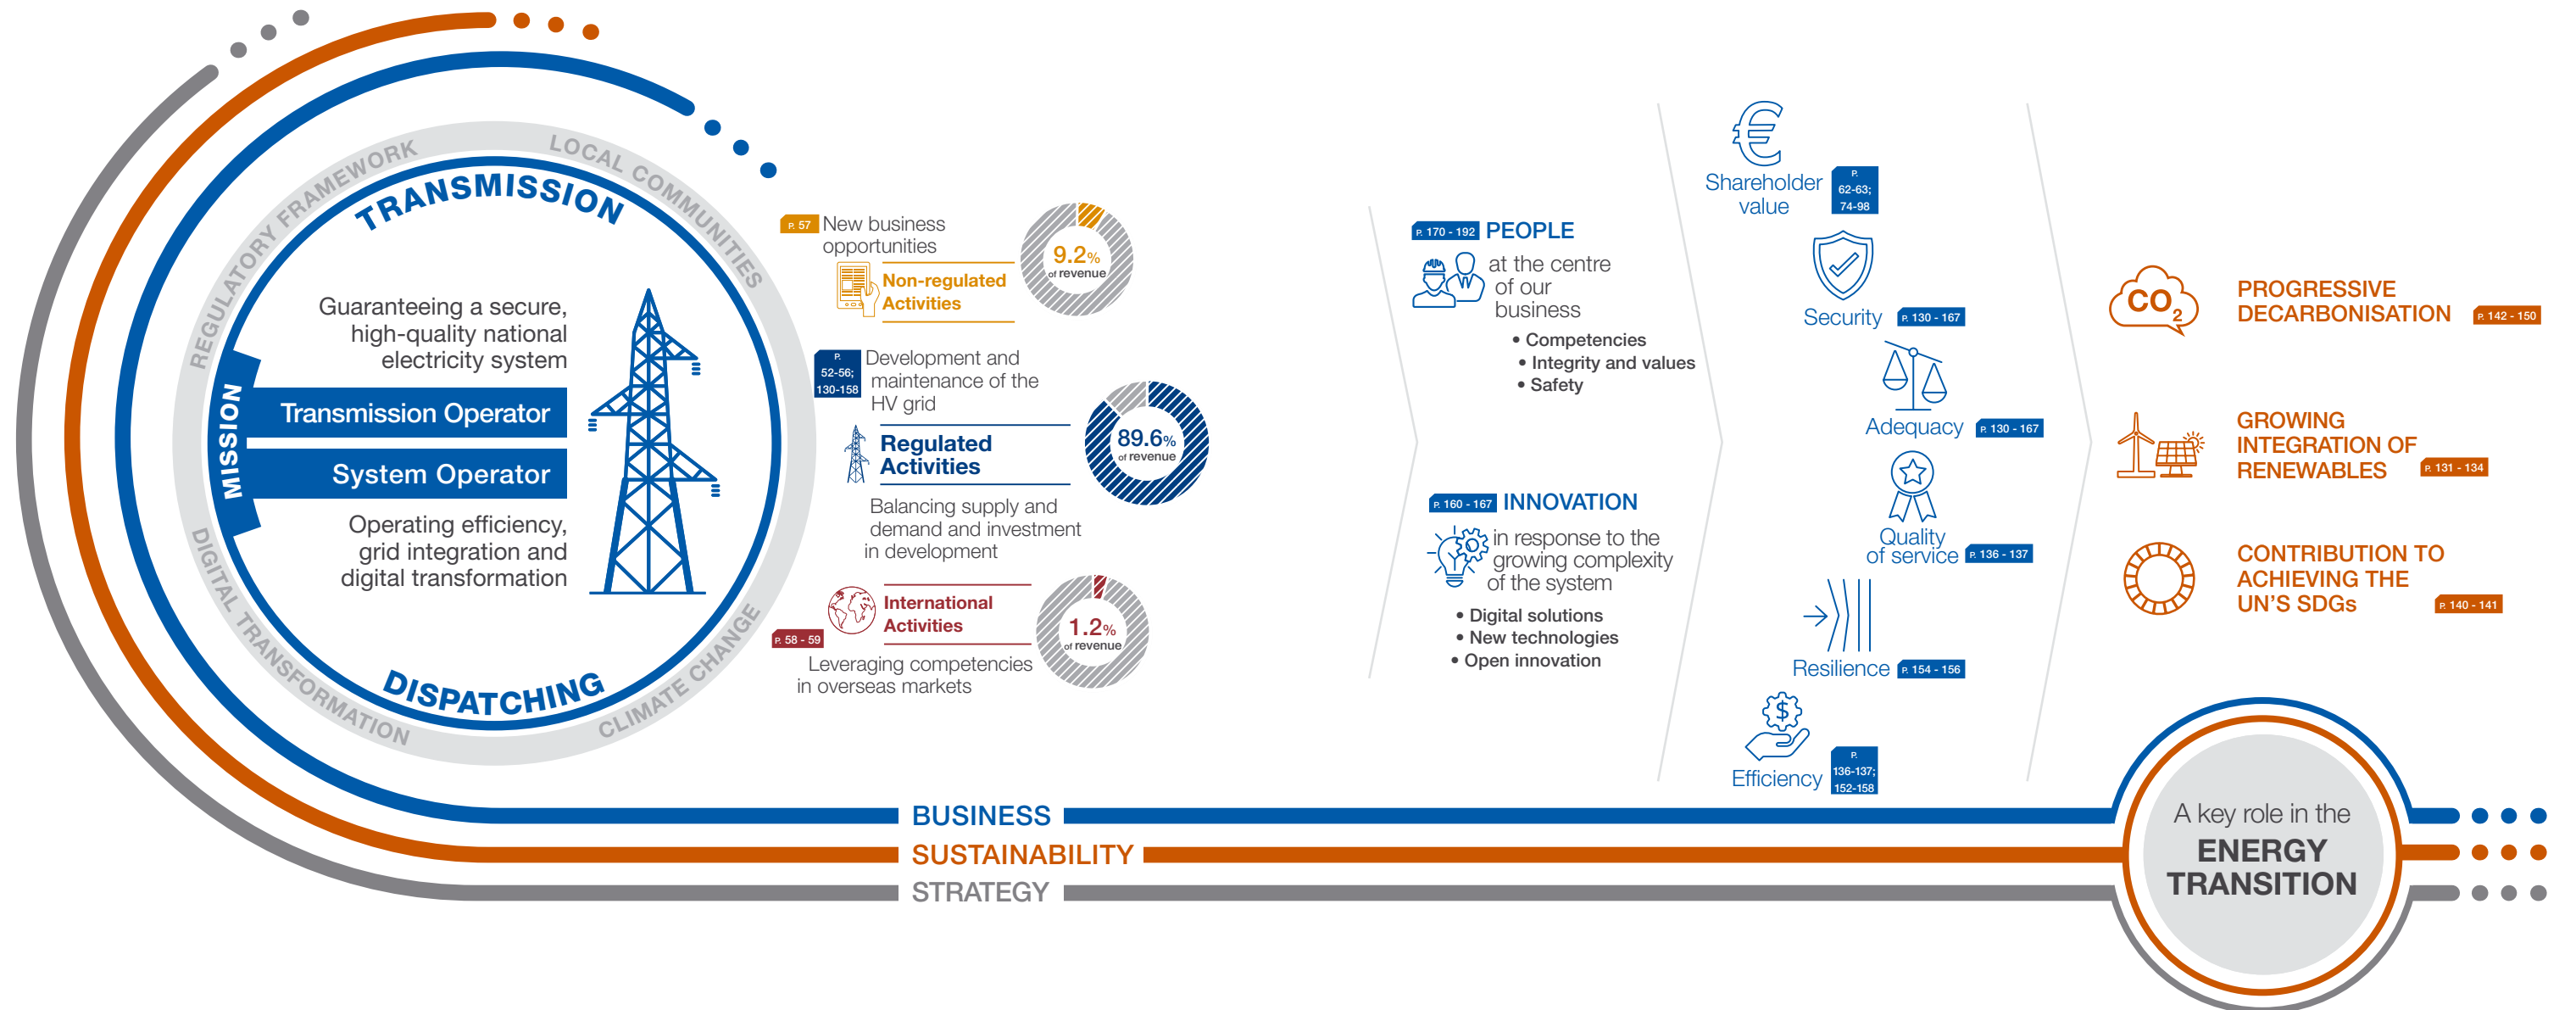 REGULATORY FRAMEWORK
LOCAL COMMUNITIES
TRANSMISSION
Guaranteeing a secure,
high-quality national
electricity system
MISSION
Transmission Operator
System Operator
Operating efficiency,
grid integration and
digital transformation
DISPATCHING
DIGITAL TRANSFORMATION
CLIMATE CHANGE
P. 57 New business
opportunities
Non-regulated
Activities
9.2%
of revenue
P.
52-56;
130-158
Development and
maintenance of the
HV grid
Regulated
Activities
89.6%
of revenue
Balancing supply and
demand and investment
in development
International
Activities
P. 58 - 59
1.2%
of revenue
Leveraging competencies
in overseas markets
P. 170 - 192 PEOPLE
at the centre
of our
business
• Competencies
• Integrity and values
• Safety
P. 160 - 167 INNOVATION
in response to the
growing complexity
of the system
• Digital solutions
• New technologies
• Open innovation
€
Shareholder
value
P.
62-63;
74-98
Security P. 130 - 167
Adequacy P. 130 - 167
Quality
of service P. 136 - 137
Resilience P. 154 - 156
$
Efficiency
P.
136-137;
152-158
CO2
PROGRESSIVE
DECARBONISATION P. 142 - 150
GROWING
INTEGRATION OF
RENEWABLES P. 131 - 134
CONTRIBUTION TO
ACHIEVING THE
UN'S SDGs P. 140 - 141
BUSINESS
SUSTAINABILITY
STRATEGY
A key role in the
ENERGY
TRANSITION